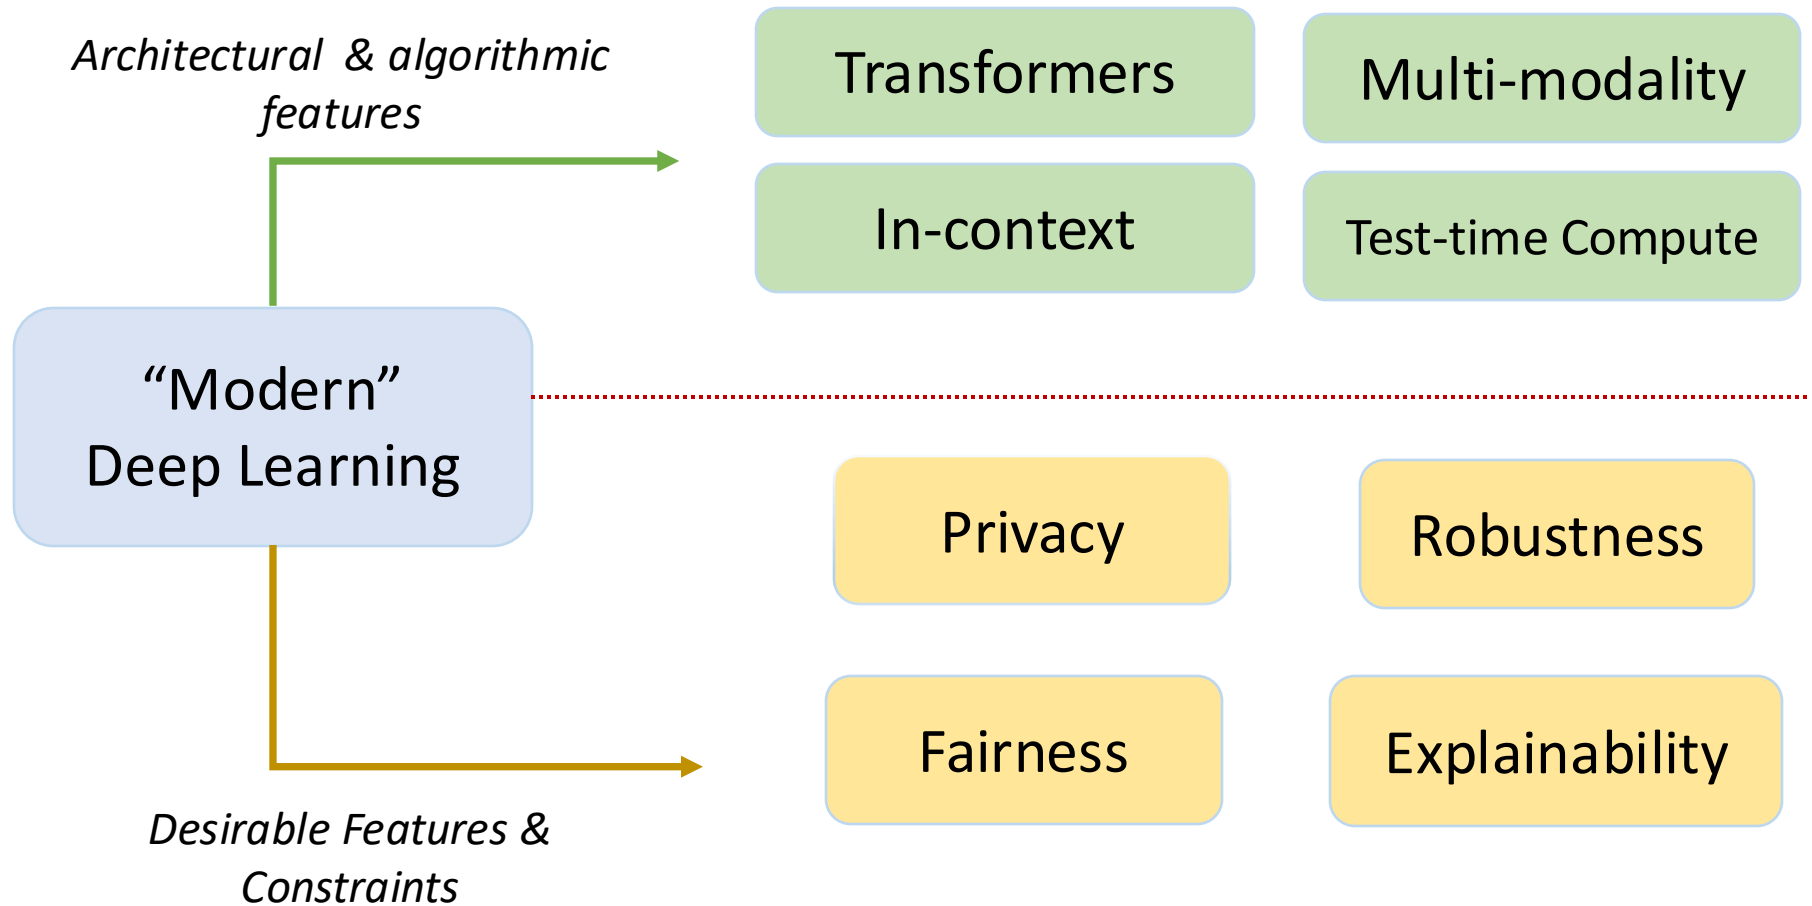 Architectural & algorithmic
features
Transformers
Multi-modality
In-context
Test-time Compute
“Modern”
Deep Learning
Privacy
Robustness
Fairness
Explainability
Desirable Features &
Constraints